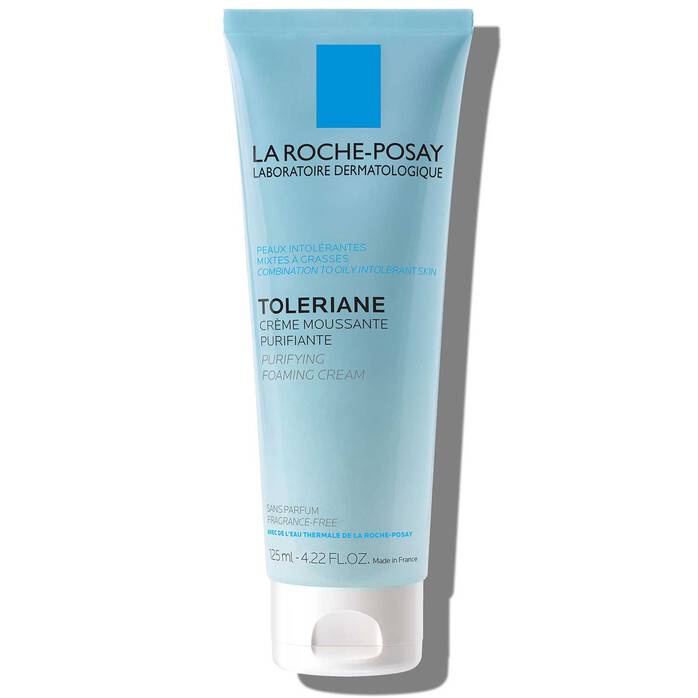 LA ROCHE-POSAY
LABORATOIRE DERMATOLOGIQUE
PEAUX INTOLÉRANTES
MIXTES À GRASSES
COMBINATION TO OILY INTOLERANT SKIN
TOLERIANE
CRÈME MOUSSANTE
PURIFIANTE
PURIFYING
FOAMING CREAM
SANS PARFUM
FRAGRANCE-FREE
AVEC DE L'EAU THERMALE DE LA ROCHE-POSAY
125 ml - 4.22 FL.OZ. Made in France